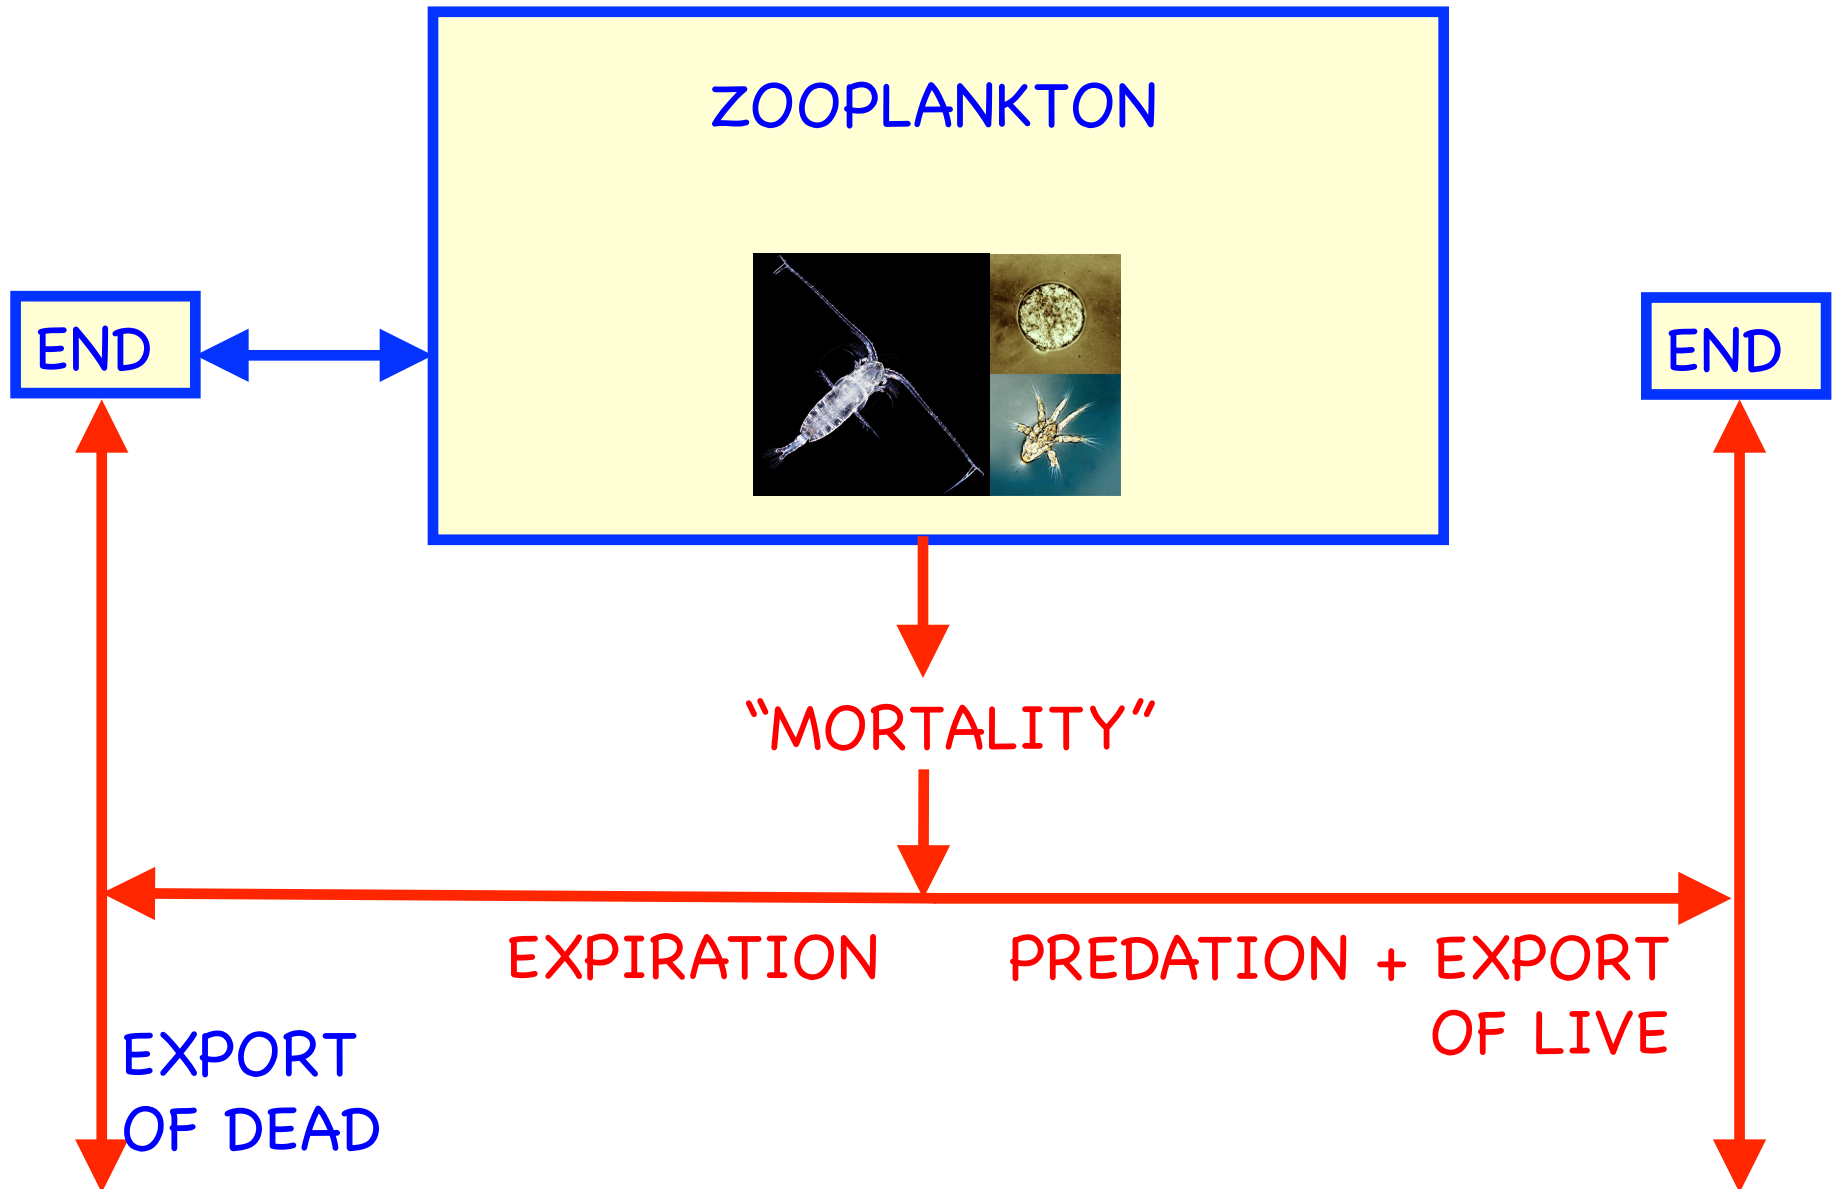 ZOOPLANKTON
END
END
“MORTALITY”
EXPIRATION
PREDATION + EXPORT
OF LIVE
EXPORT
OF DEAD